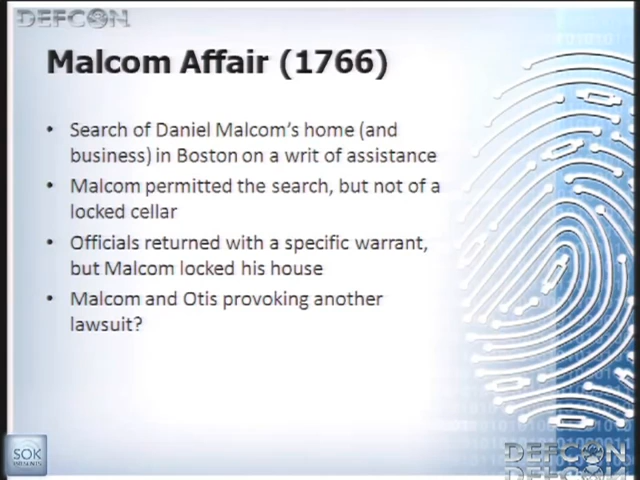 DEFCON
Malcom Affair (1766)
• Search of Daniel Malcom's home (and
business) in Boston on a writ of assistance
• Malcom permitted the search, but not of a
locked cellar
• Officials returned with a specific warrant,
but Malcom locked his house
• Malcom and Otis provoking another
lawsuit?
SOK
PRESENTS
DEFCON